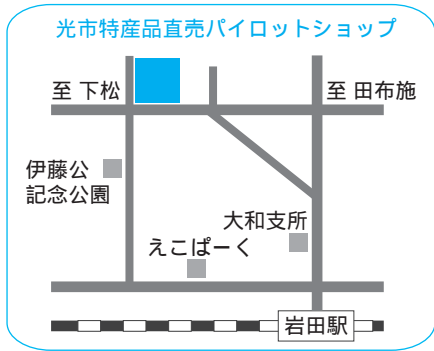 光市特産品直売パイロットショップ
至 下松
至 田布施
伊藤公
記念公園
大和支所
えこぱーく
岩田駅